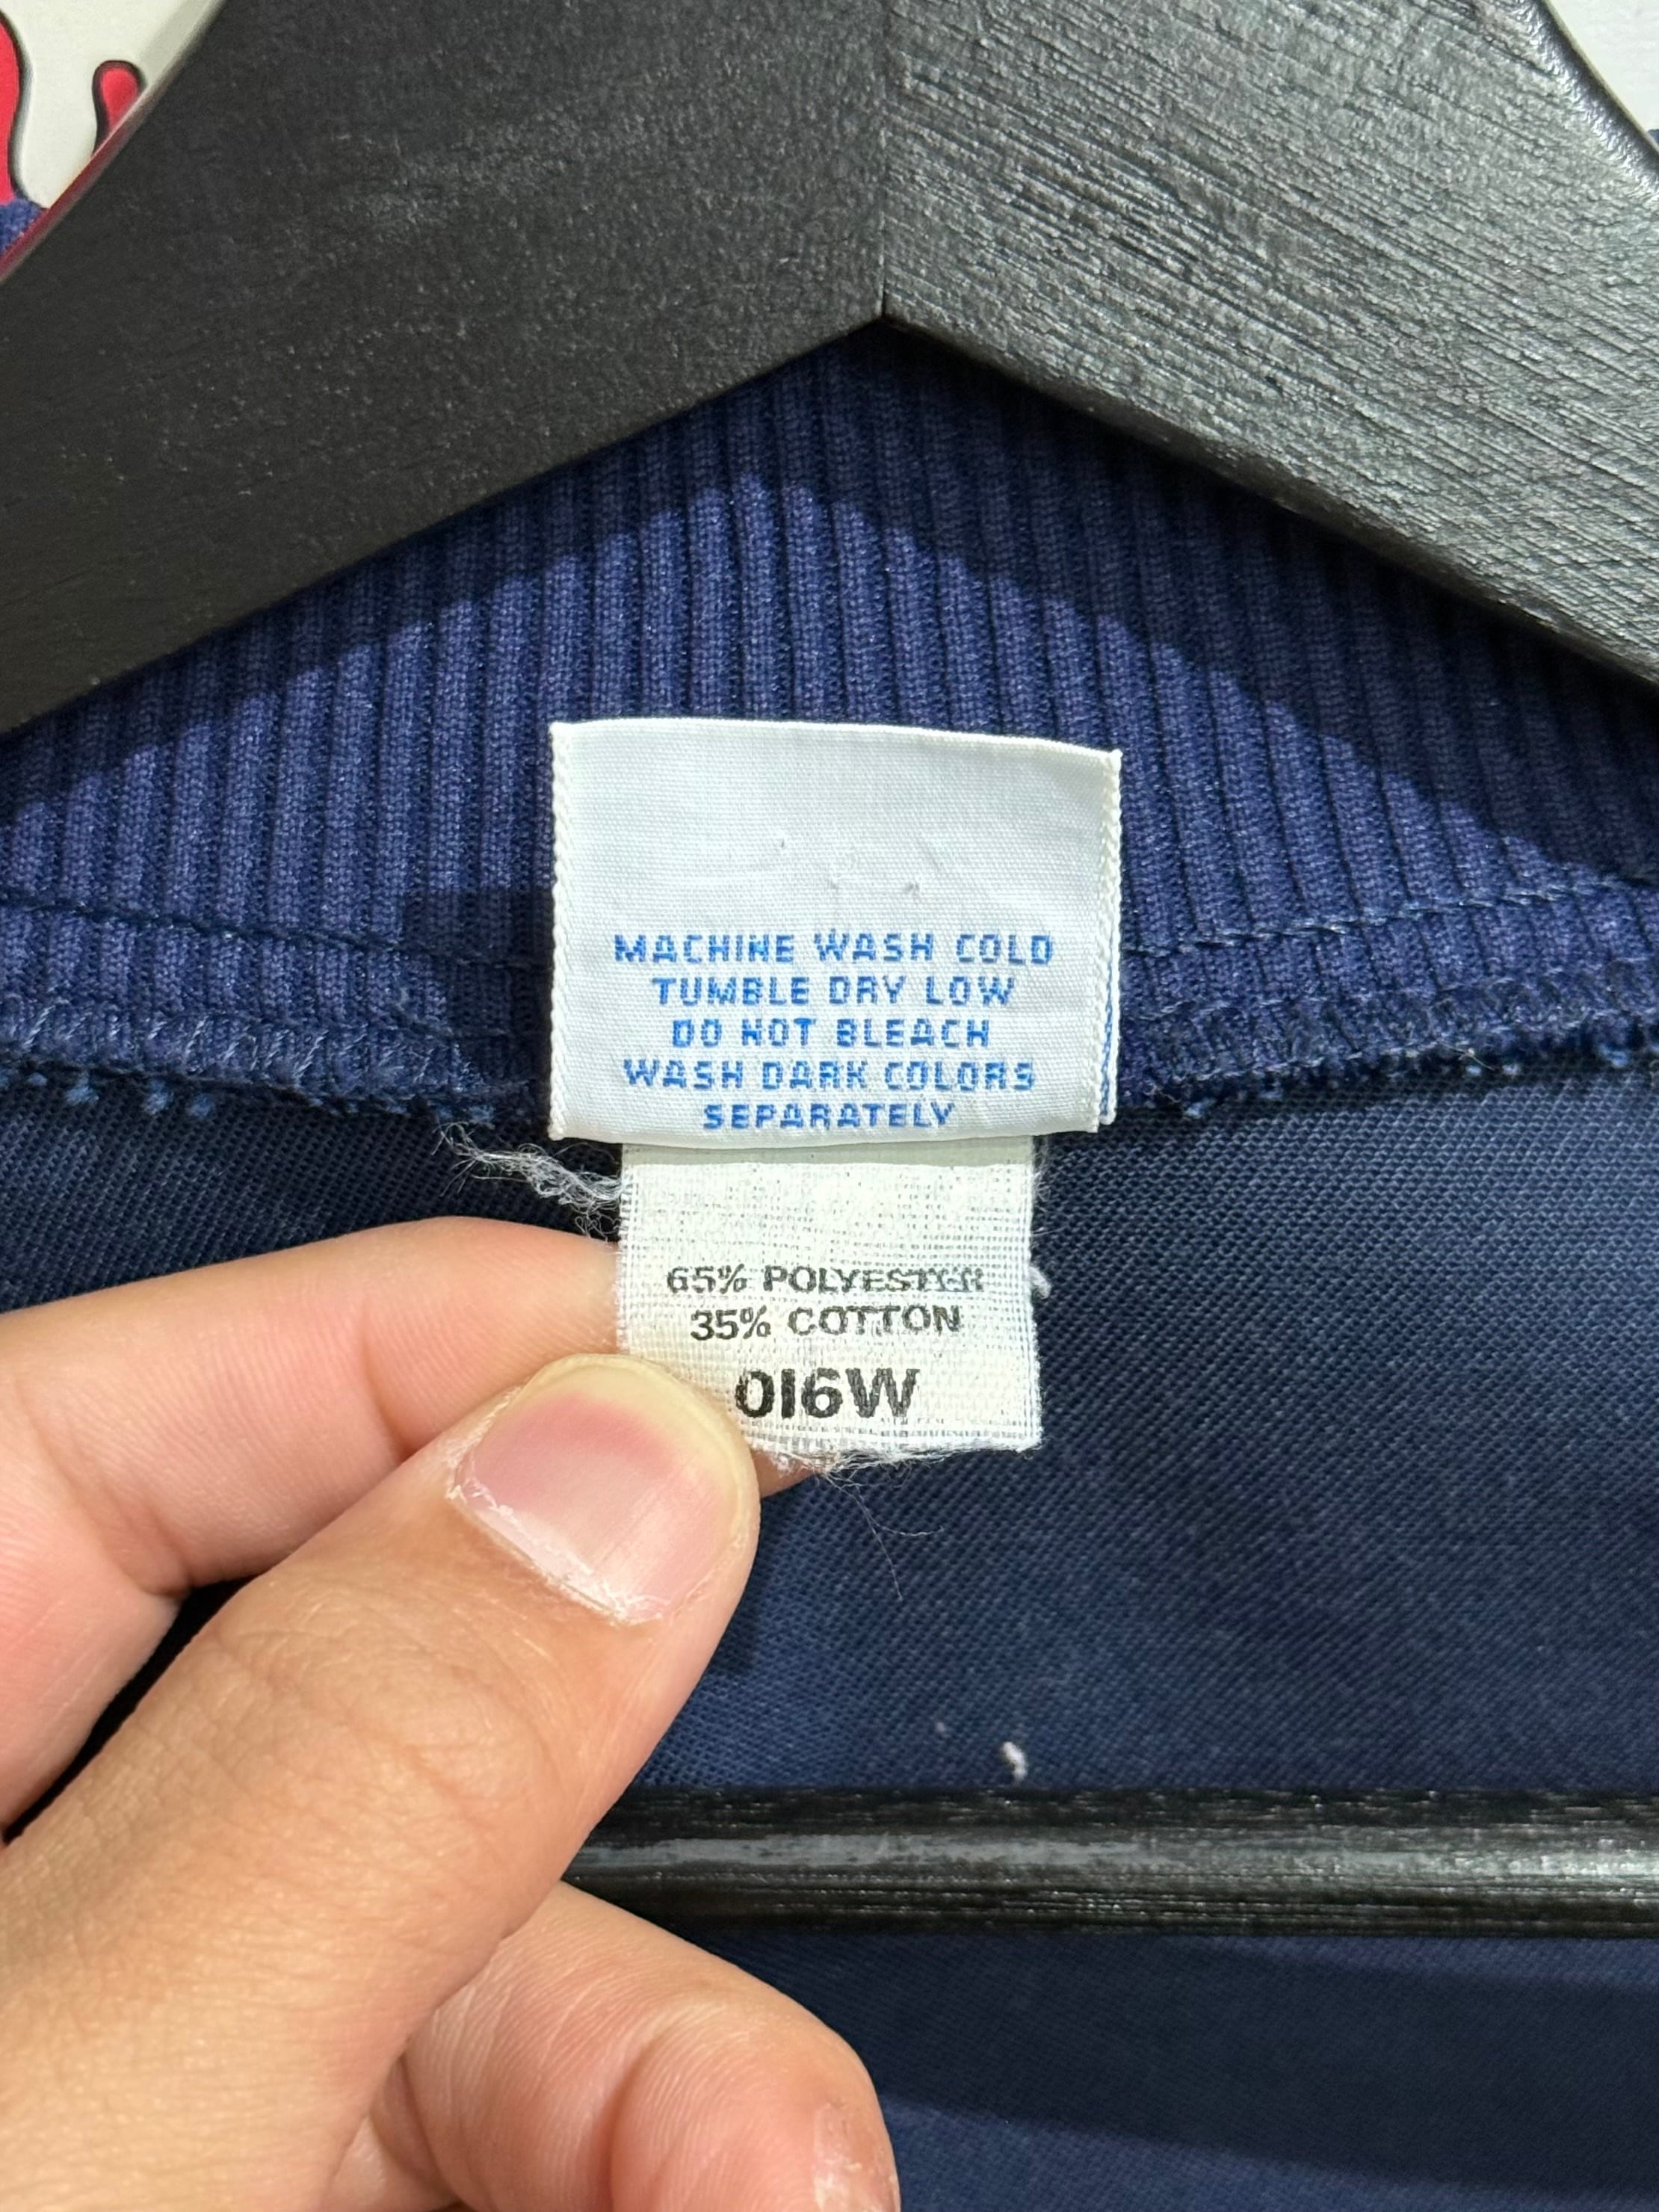 MACHINE WASH COLD
TUMBLE DRY LOW
DO NOT BLEACH
WASH DARK COLORS
SEPARATELY
65% POLYESTER
35% COTTON
016W